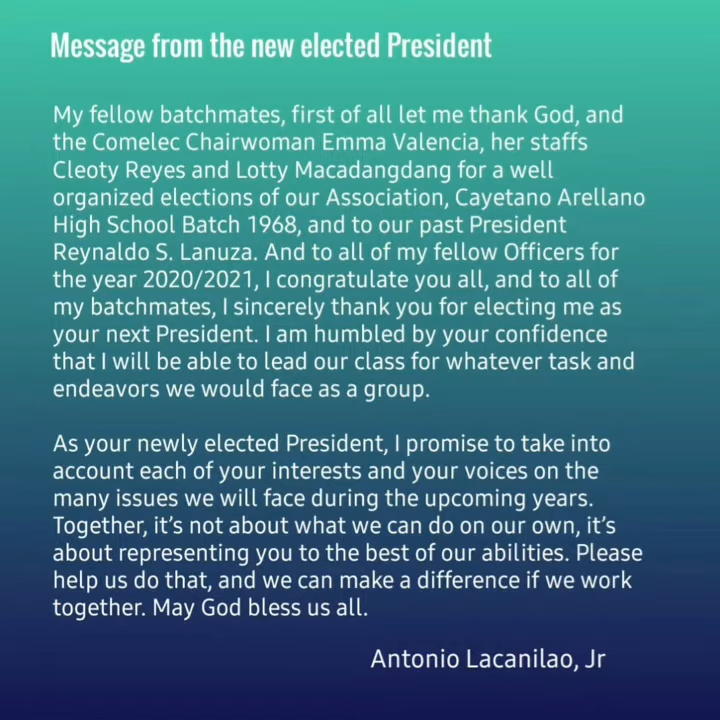 Message from the new elected President
My fellow batchmates, first of all let me thank God, and
the Comelec Chairwoman Emma Valencia, her staffs
Cleoty Reyes and Lotty Macadangdang for a well
organized elections of our Association, Cayetano Arellano
High School Batch 1968, and to our past President
Reynaldo S. Lanuza. And to all of my fellow Officers for
the year 2020/2021, I congratulate you all, and to all of
my batchmates, I sincerely thank you for electing me as
your next President. I am humbled by your confidence
that I will be able to lead our class for whatever task and
endeavors we would face as a group.
As your newly elected President, I promise to take into
account each of your interests and your voices on the
many issues we will face during the upcoming years.
Together, it's not about what we can do on our own, it's
about representing you to the best of our abilities. Please
help us do that, and we can make a difference if we work
together. May God bless us all.
Antonio Lacanilao, Jr